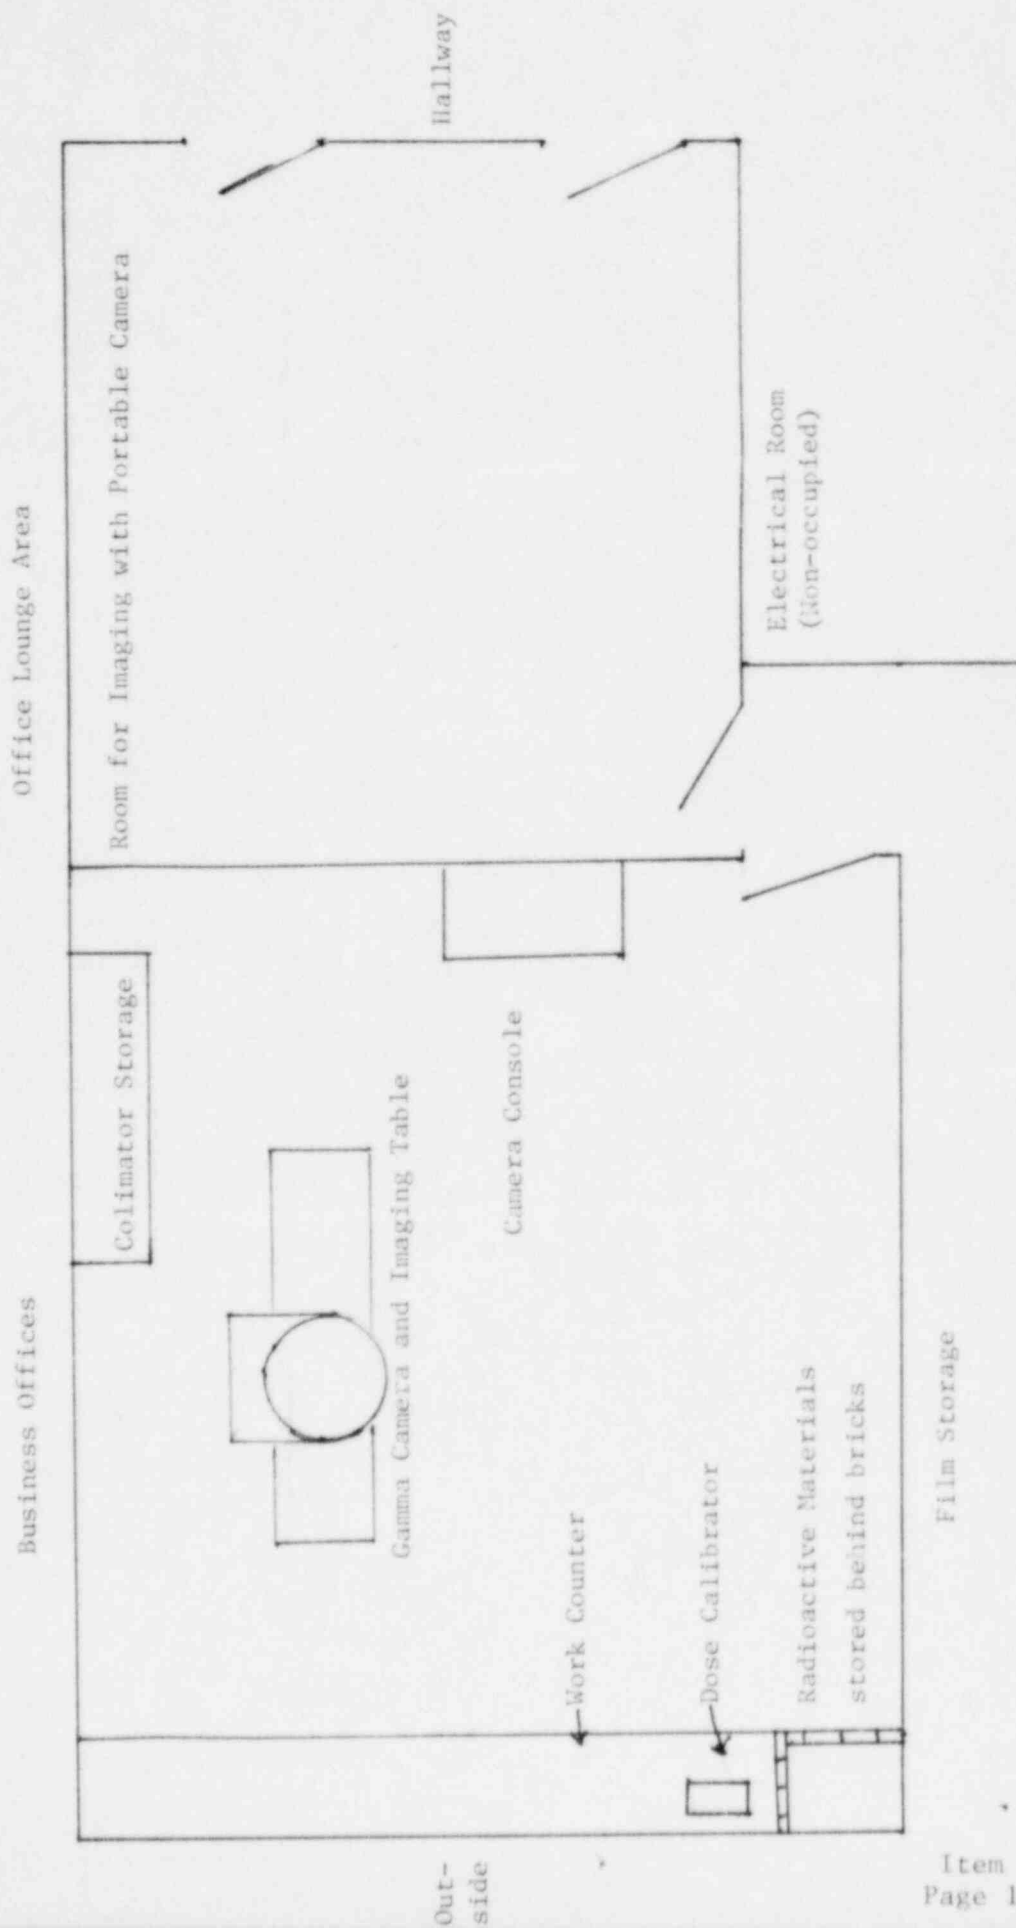 Business Offices
Office Lounge Area
Colimator Storage
Room for Imaging with Portable Camera
Gamma Camera and Imaging Table
Camera Console
Hallway
Out-
side
Work Counter
Dose Calibrator
Radioactive Materials
stored behind bricks
Electrical Room
(Non-occupied)
Film Storage
Item
Page 1